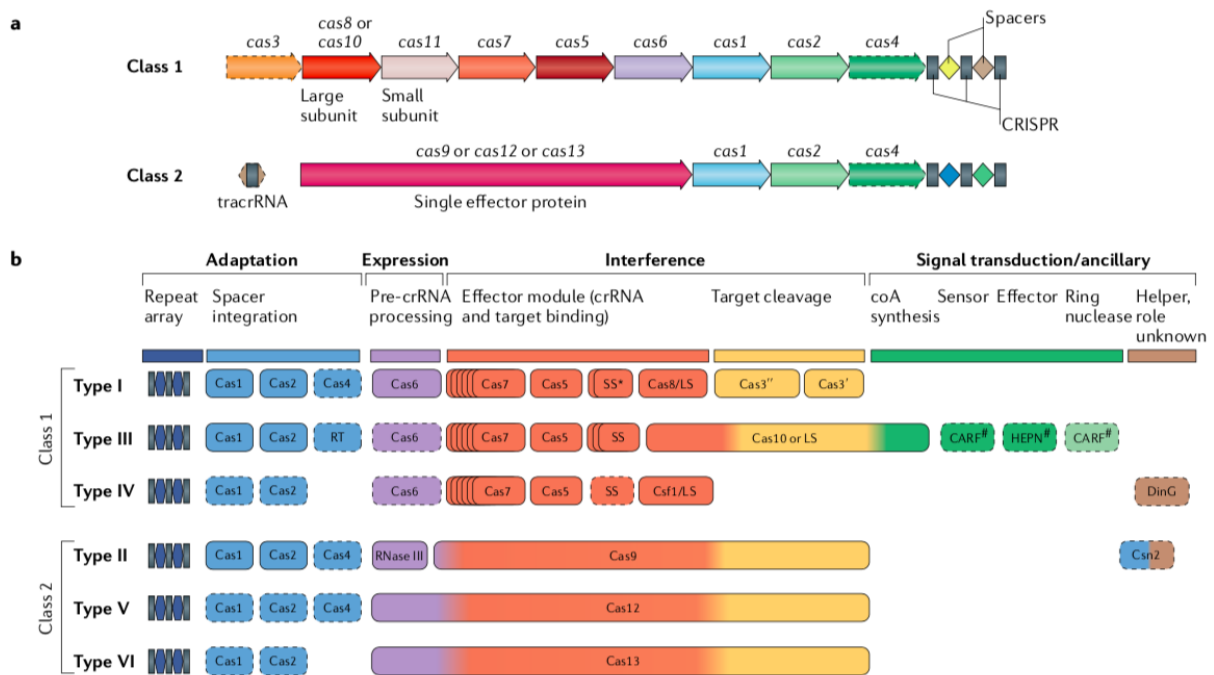 a
Spacers
cas8 or
cas3 cas10 cas11 cas7 cas5 cas6 cas1 cas2 cas4
Class 1
Large subunit
Small subunit
CRISPR
cas9 or cas12 or cas13 cas1 cas2 cas4
Class 2
tracrRNA
Single effector protein
b
Adaptation Expression Interference Signal transduction/ancillary
Repeat array
Spacer integration
Pre-crRNA processing
Effector module (crRNA and target binding)
Target cleavage
coA synthesis
Sensor
Effector
Ring nuclease
Helper, role unknown
Class 1
Type I Cas1 Cas2 Cas4 Cas6 Cas7 Cas5 SS* Cas8/LS Cas3′′ Cas3′
Type III Cas1 Cas2 RT Cas6 Cas7 Cas5 SS Cas10 or LS CARF# HEPN# CARF#
Type IV Cas1 Cas2 Cas6 Cas7 Cas5 SS Csf1/LS DinG
Class 2
Type II Cas1 Cas2 Cas4 RNase III Cas9 Csn2
Type V Cas1 Cas2 Cas4 Cas12
Type VI Cas1 Cas2 Cas13